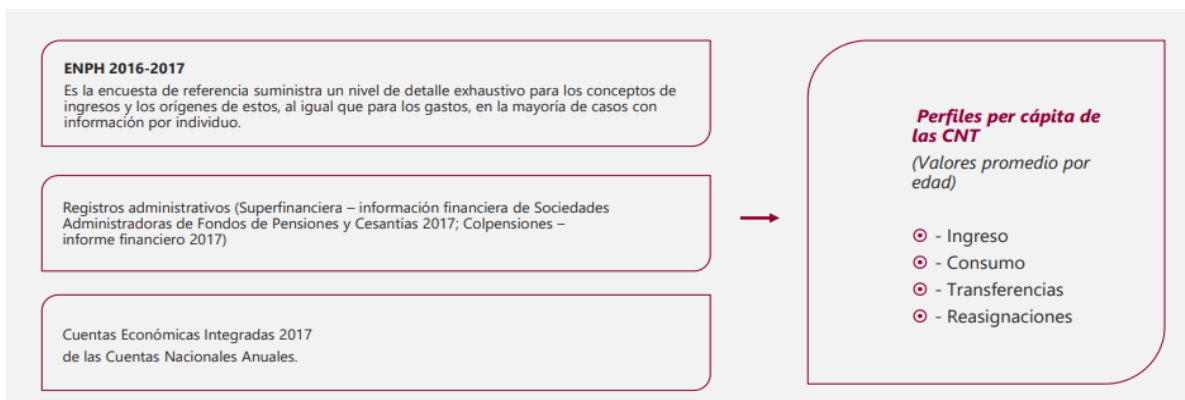 ENPH 2016-2017
Es la encuesta de referencia suministra un nivel de detalle exhaustivo para los conceptos de
ingresos y los orígenes de estos, al igual que para los gastos, en la mayoría de casos con
información por individuo.
Registros administrativos (Superfinanciera – información financiera de Sociedades
Administradoras de Fondos de Pensiones y Cesantías 2017; Colpensiones –
informe financiero 2017)
Cuentas Económicas Integradas 2017
de las Cuentas Nacionales Anuales.
Perfiles per cápita de
las CNT
(Valores promedio por
edad)
- Ingreso
- Consumo
- Transferencias
- Reasignaciones